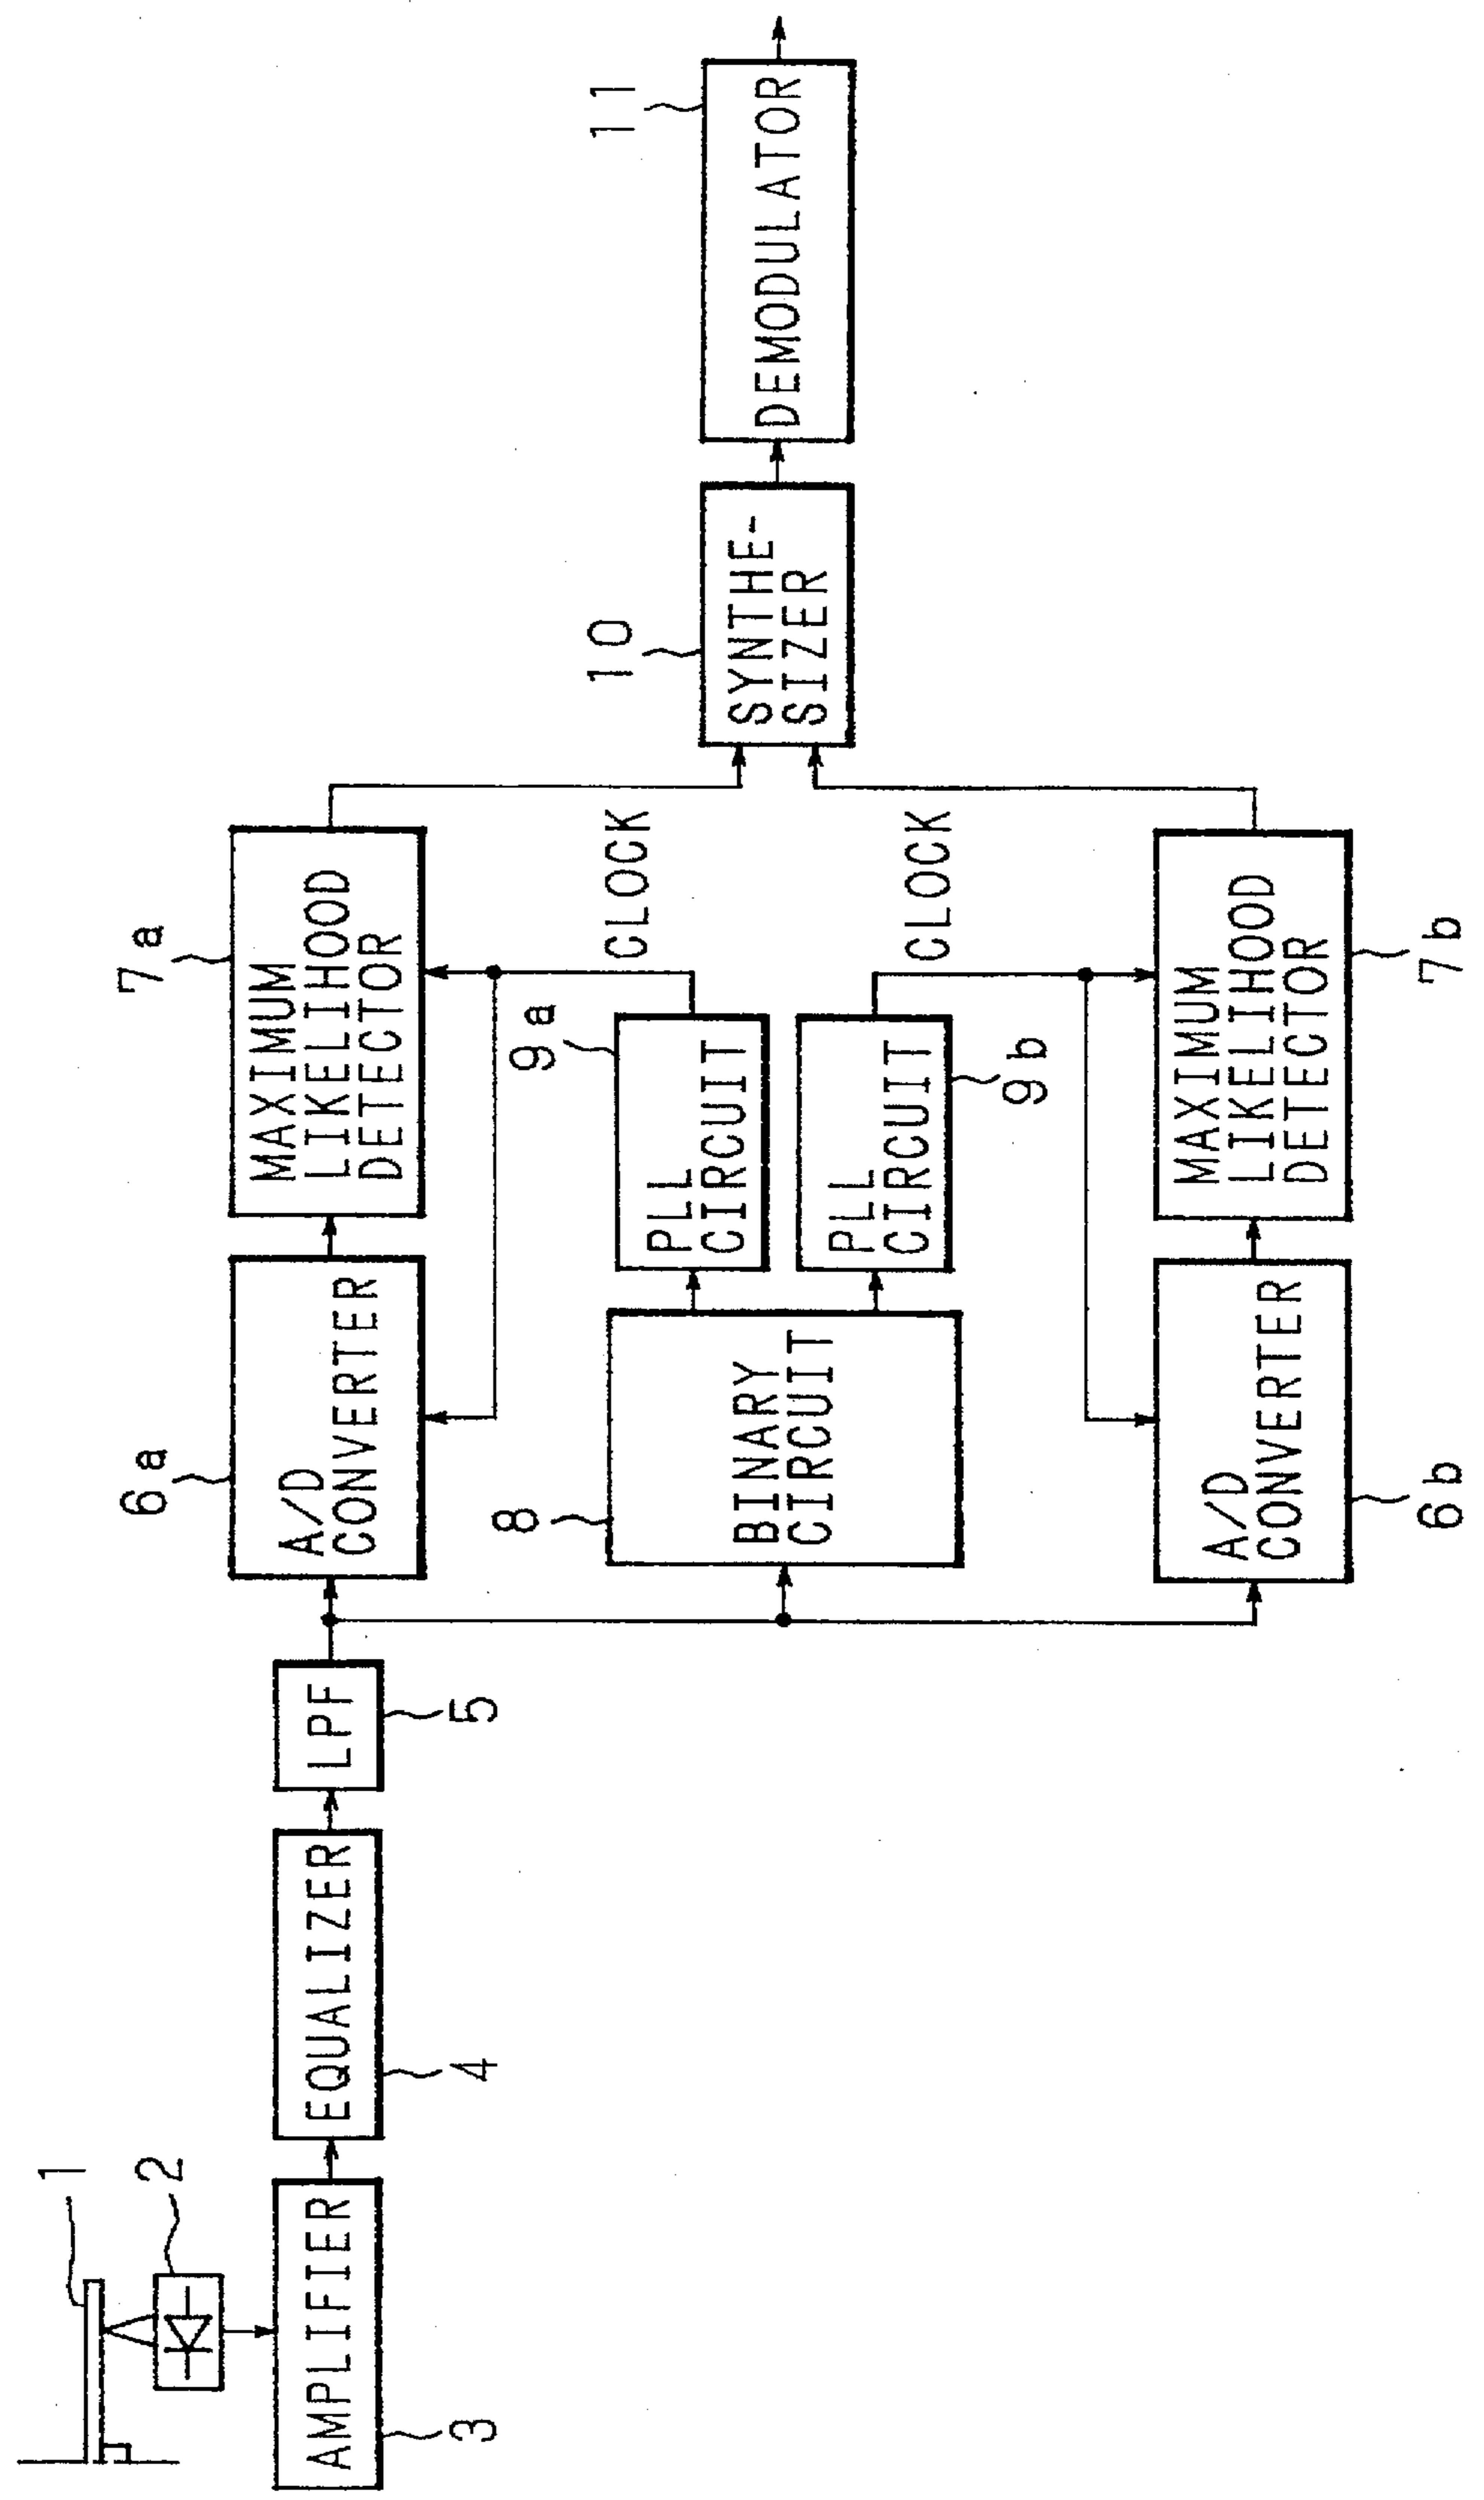 1
2
AMPLIFIER
3
EQUALIZER
4
LPF
5
6a
A/D
CONVERTER
7a
MAXIMUM
LIKELIHOOD
DETECTOR
8
BINARY
CIRCUIT
9a
PLL
CIRCUIT
CLOCK
PLL
CIRCUIT
9b
CLOCK
A/D
CONVERTER
6b
MAXIMUM
LIKELIHOOD
DETECTOR
7b
10
SYNTHE-
SIZER
11
DEMODULATOR